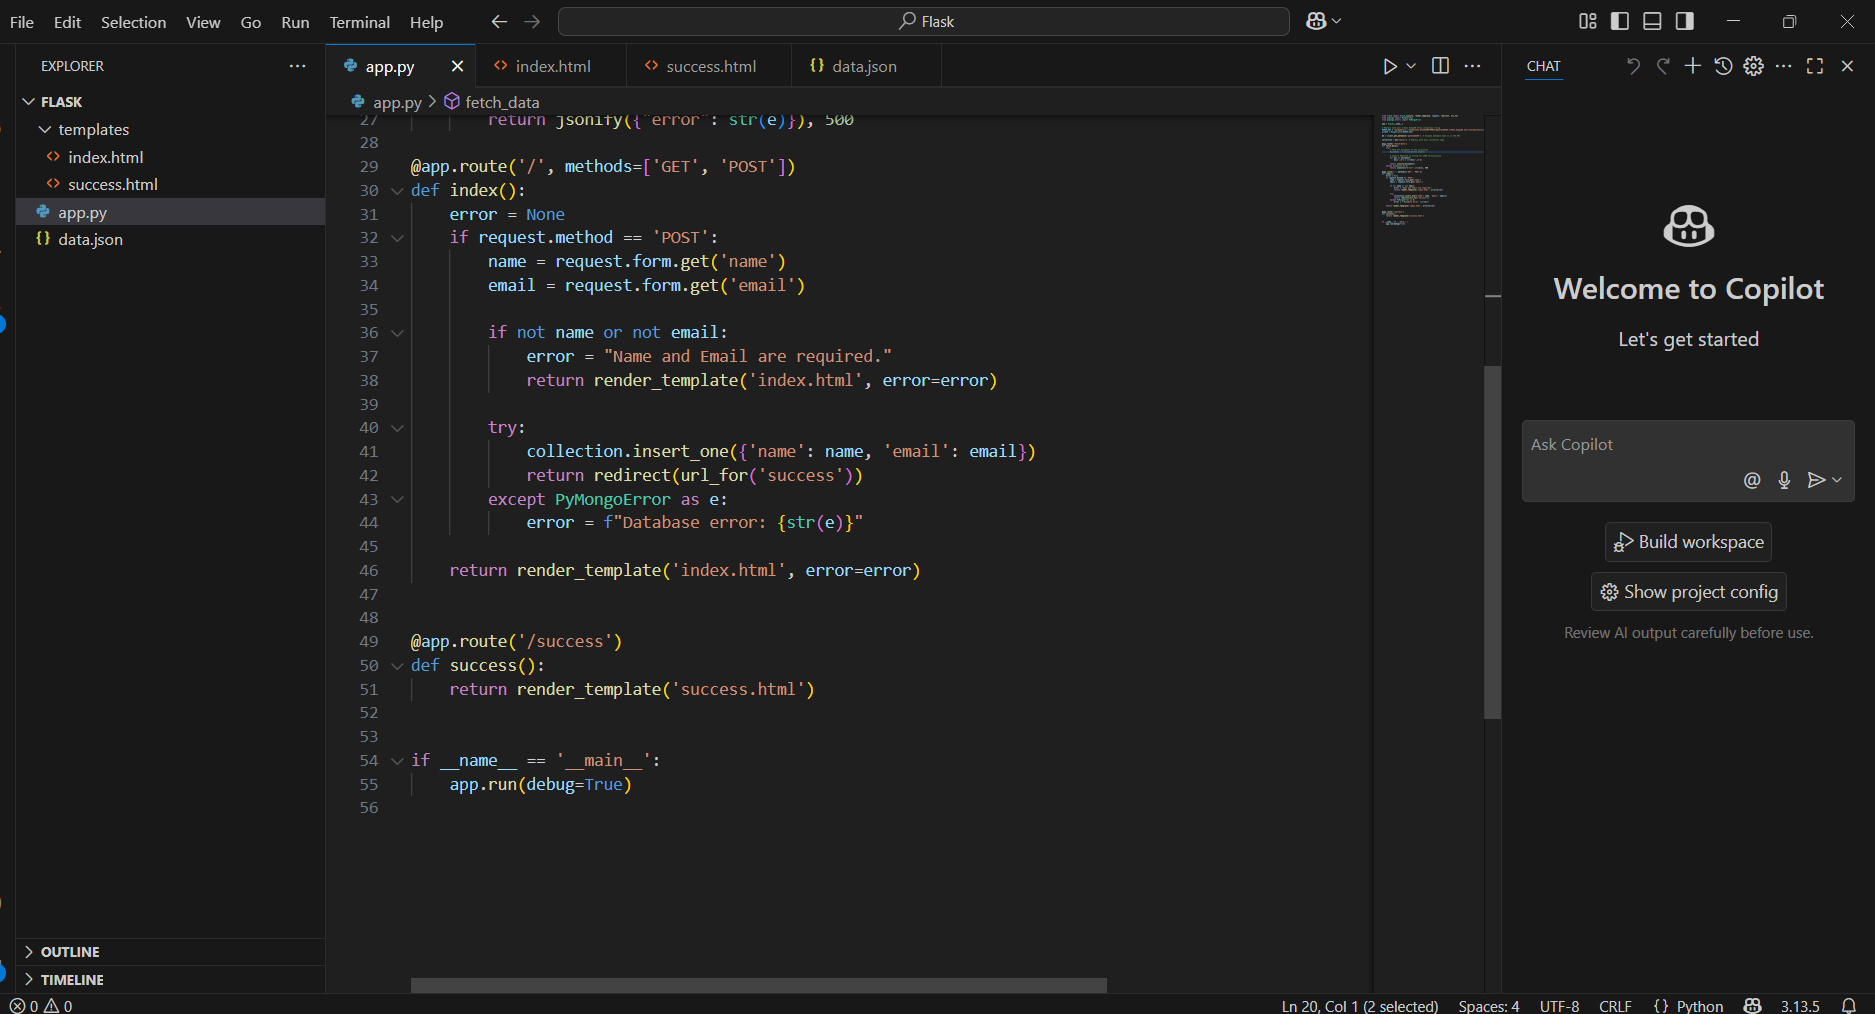 File Edit Selection View Go Run Terminal Help
Flask
EXPLORER
FLASK
templates
index.html
success.html
app.py
data.json
OUTLINE
TIMELINE
app.py index.html success.html data.json
app.py > fetch_data
27 return jsonify({"error": str(e)}), 500
28
29 @app.route('/', methods=['GET', 'POST'])
30 def index():
31 error = None
32 if request.method == 'POST':
33 name = request.form.get('name')
34 email = request.form.get('email')
35
36 if not name or not email:
37 error = "Name and Email are required."
38 return render_template('index.html', error=error)
39
40 try:
41 collection.insert_one({'name': name, 'email': email})
42 return redirect(url_for('success'))
43 except PyMongoError as e:
44 error = f"Database error: {str(e)}"
45
46 return render_template('index.html', error=error)
47
48
49 @app.route('/success')
50 def success():
51 return render_template('success.html')
52
53
54 if __name__ == '__main__':
55 app.run(debug=True)
56
CHAT
Welcome to Copilot
Let's get started
Ask Copilot
Build workspace
Show project config
Review AI output carefully before use.
0 0
Ln 20, Col 1 (2 selected) Spaces: 4 UTF-8 CRLF {} Python 3.13.5